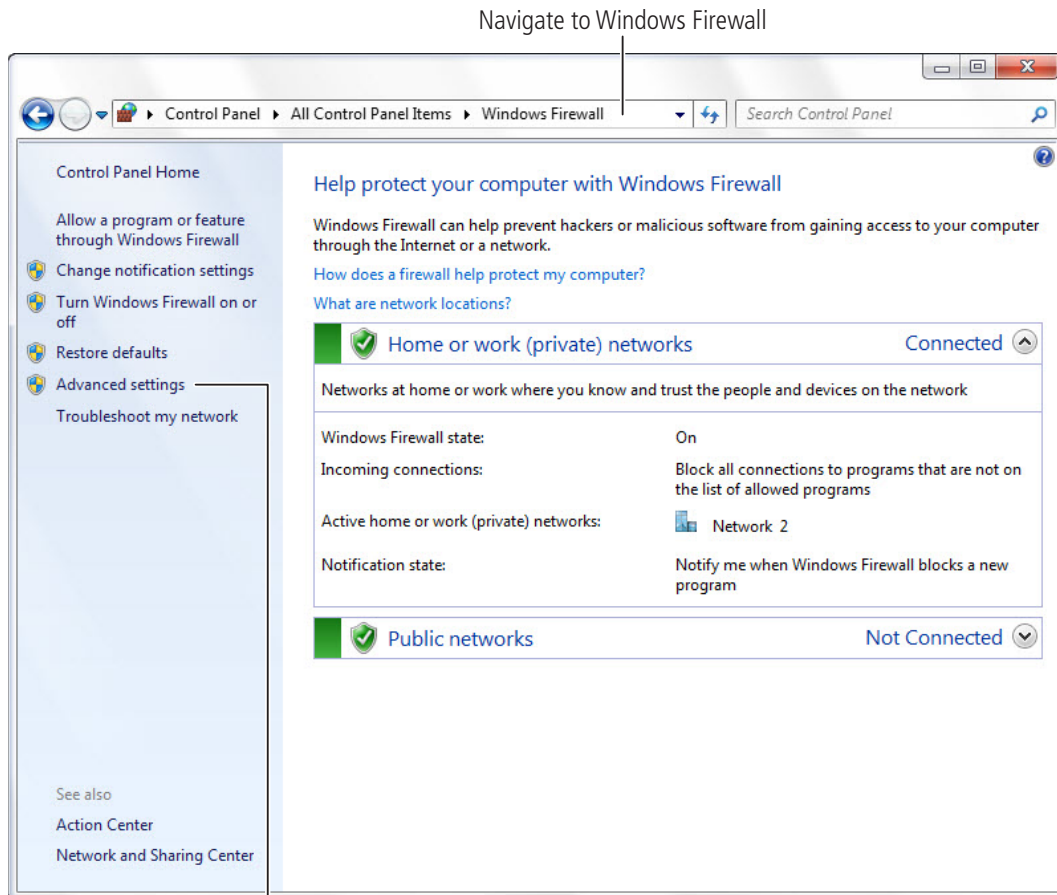 Navigate to Windows Firewall
Control Panel
All Control Panel Items
Windows Firewall
Search Control Panel
Control Panel Home
Allow a program or feature
through Windows Firewall
Change notification settings
Turn Windows Firewall on or
off
Restore defaults
Advanced settings
Troubleshoot my network
See also
Action Center
Network and Sharing Center
Help protect your computer with Windows Firewall
Windows Firewall can help prevent hackers or malicious software from gaining access to your computer
through the Internet or a network.
How does a firewall help protect my computer?
What are network locations?
Home or work (private) networks Connected
Networks at home or work where you know and trust the people and devices on the network
Windows Firewall state: On
Incoming connections: Block all connections to programs that are not on
the list of allowed programs
Active home or work (private) networks: Network 2
Notification state: Notify me when Windows Firewall blocks a new
program
Public networks Not Connected